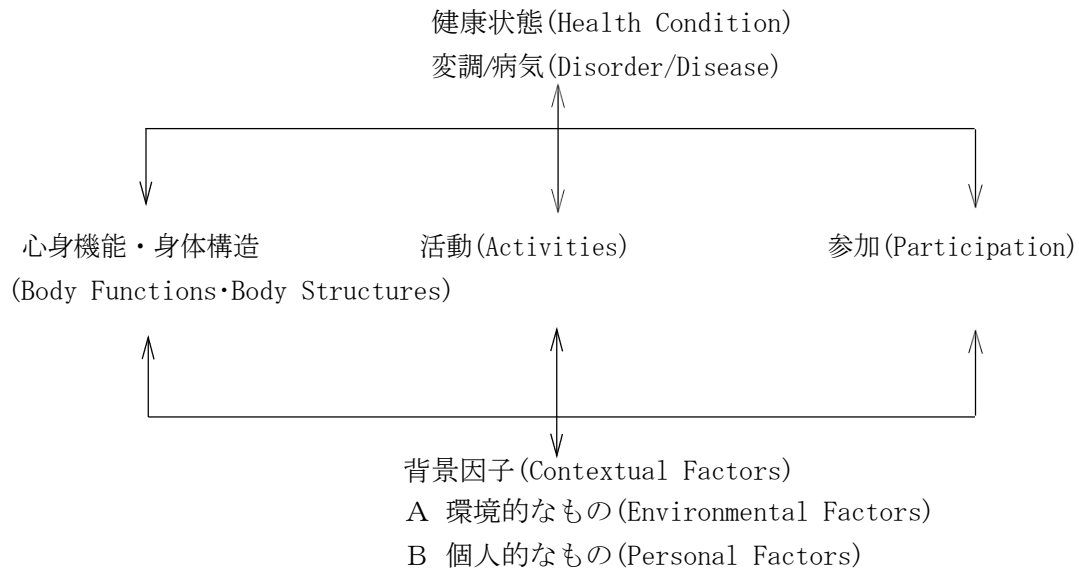 健康状態(Health Condition)
変調/病気(Disorder/Disease)
心身機能・身体構造 活動(Activities) 参加(Participation)
(Body Functions・Body Structures)
背景因子(Contextual Factors)
A 環境的なもの(Environmental Factors)
B 個人的なもの(Personal Factors)